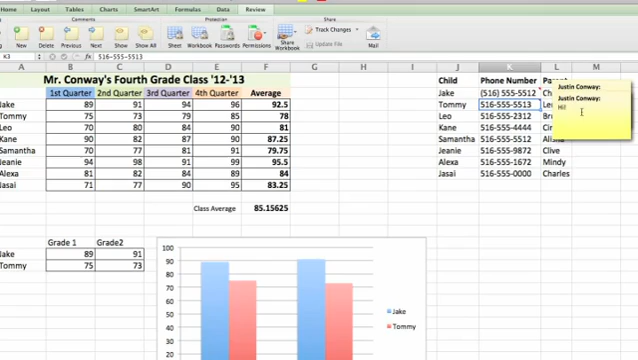 Home Layout Tables Charts SmartArt Formulas Data Review
Comments Protection Share
New Delete Previous Next Show Show All Sheet Workbook Passwords Permissions Share Workbook Track Changes Update File Mail
K3 516-555-5513
A B C D E F G H I J K L M
Mr. Conway's Fourth Grade Class '12-'13 Child Phone Number Parent
1st Quarter 2nd Quarter 3rd Quarter 4th Quarter Average Jake (516) 555-5512
Jake 89 91 94 96 92.5 Tommy 516-555-5513
Tommy 75 73 79 85 78 Leo 516-555-2312
Leo 70 80 84 90 81 Kane 516-555-4444
Kane 90 82 87 90 87.25 Samantha 516-555-5512
Samantha 70 77 81 91 79.75 Jeanie 516-555-9872 Clive
Jeanie 94 98 91 99 95.5 Alexa 516-555-1672 Mindy
Alexa 81 82 84 89 84 Jasai 516-555-0000 Charles
Jasai 71 77 90 95 83.25
Justin Conway:
Justin Conway:
Hi!
Class Average 85.15625
Grade 1 Grade2
Jake 89 91
Tommy 75 73
100
90
80
70
60
50
40
30
20
Jake
Tommy